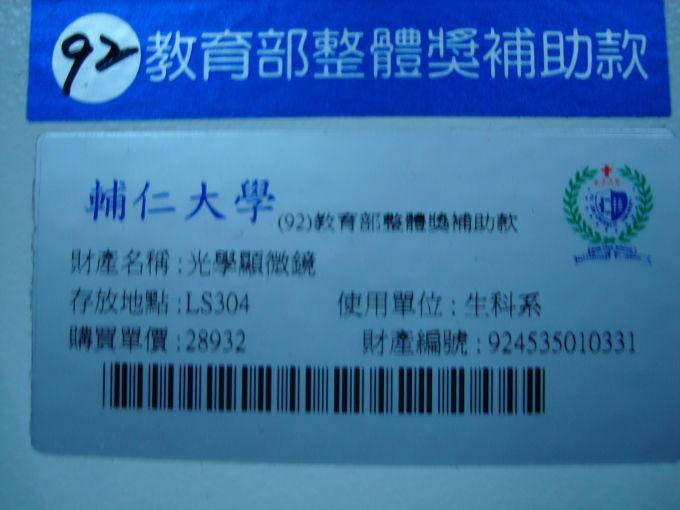 92 教育部整體獎補助款
輔仁大學 (92)教育部整體獎補助款
財產名稱：光學顯微鏡
存放地點：LS304 使用單位：生科系
購買單價：28932 財產編號：924535010331